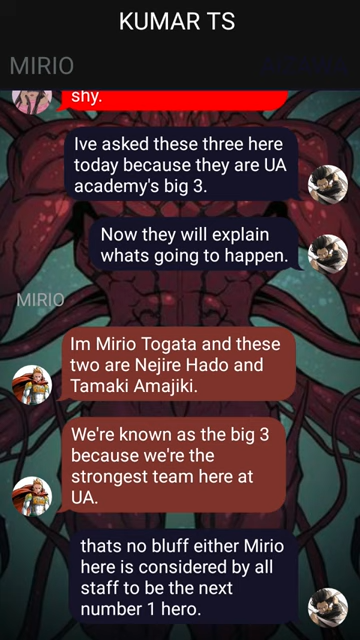 KUMAR TS
MIRIO
shy.
Ive asked these three here
today because they are UA
academy's big 3.
Now they will explain
whats going to happen.
MIRIO
Im Mirio Togata and these
two are Nejire Hado and
Tamaki Amajiki.
We're known as the big 3
because we're the
strongest team here at
UA.
thats no bluff either Mirio
here is considered by all
staff to be the next
number 1 hero.